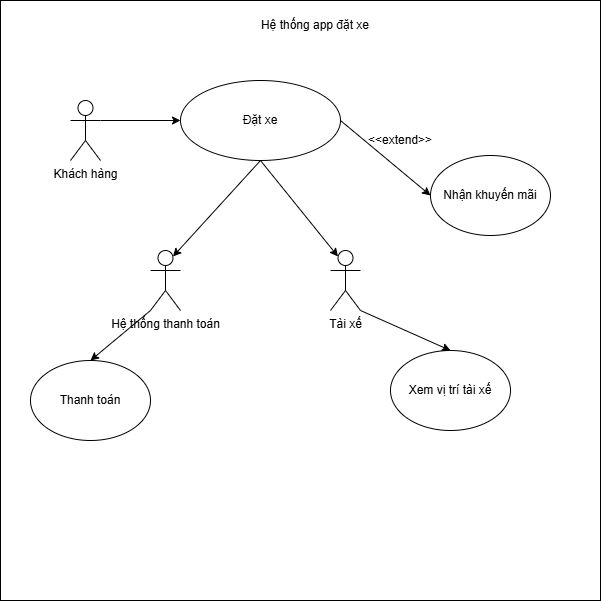 Hệ thống app đặt xe
Đặt xe
<<extend>>
Khách hàng
Nhận khuyến mãi
Hệ thống thanh toán
Tài xế
Thanh toán
Xem vị trí tài xế